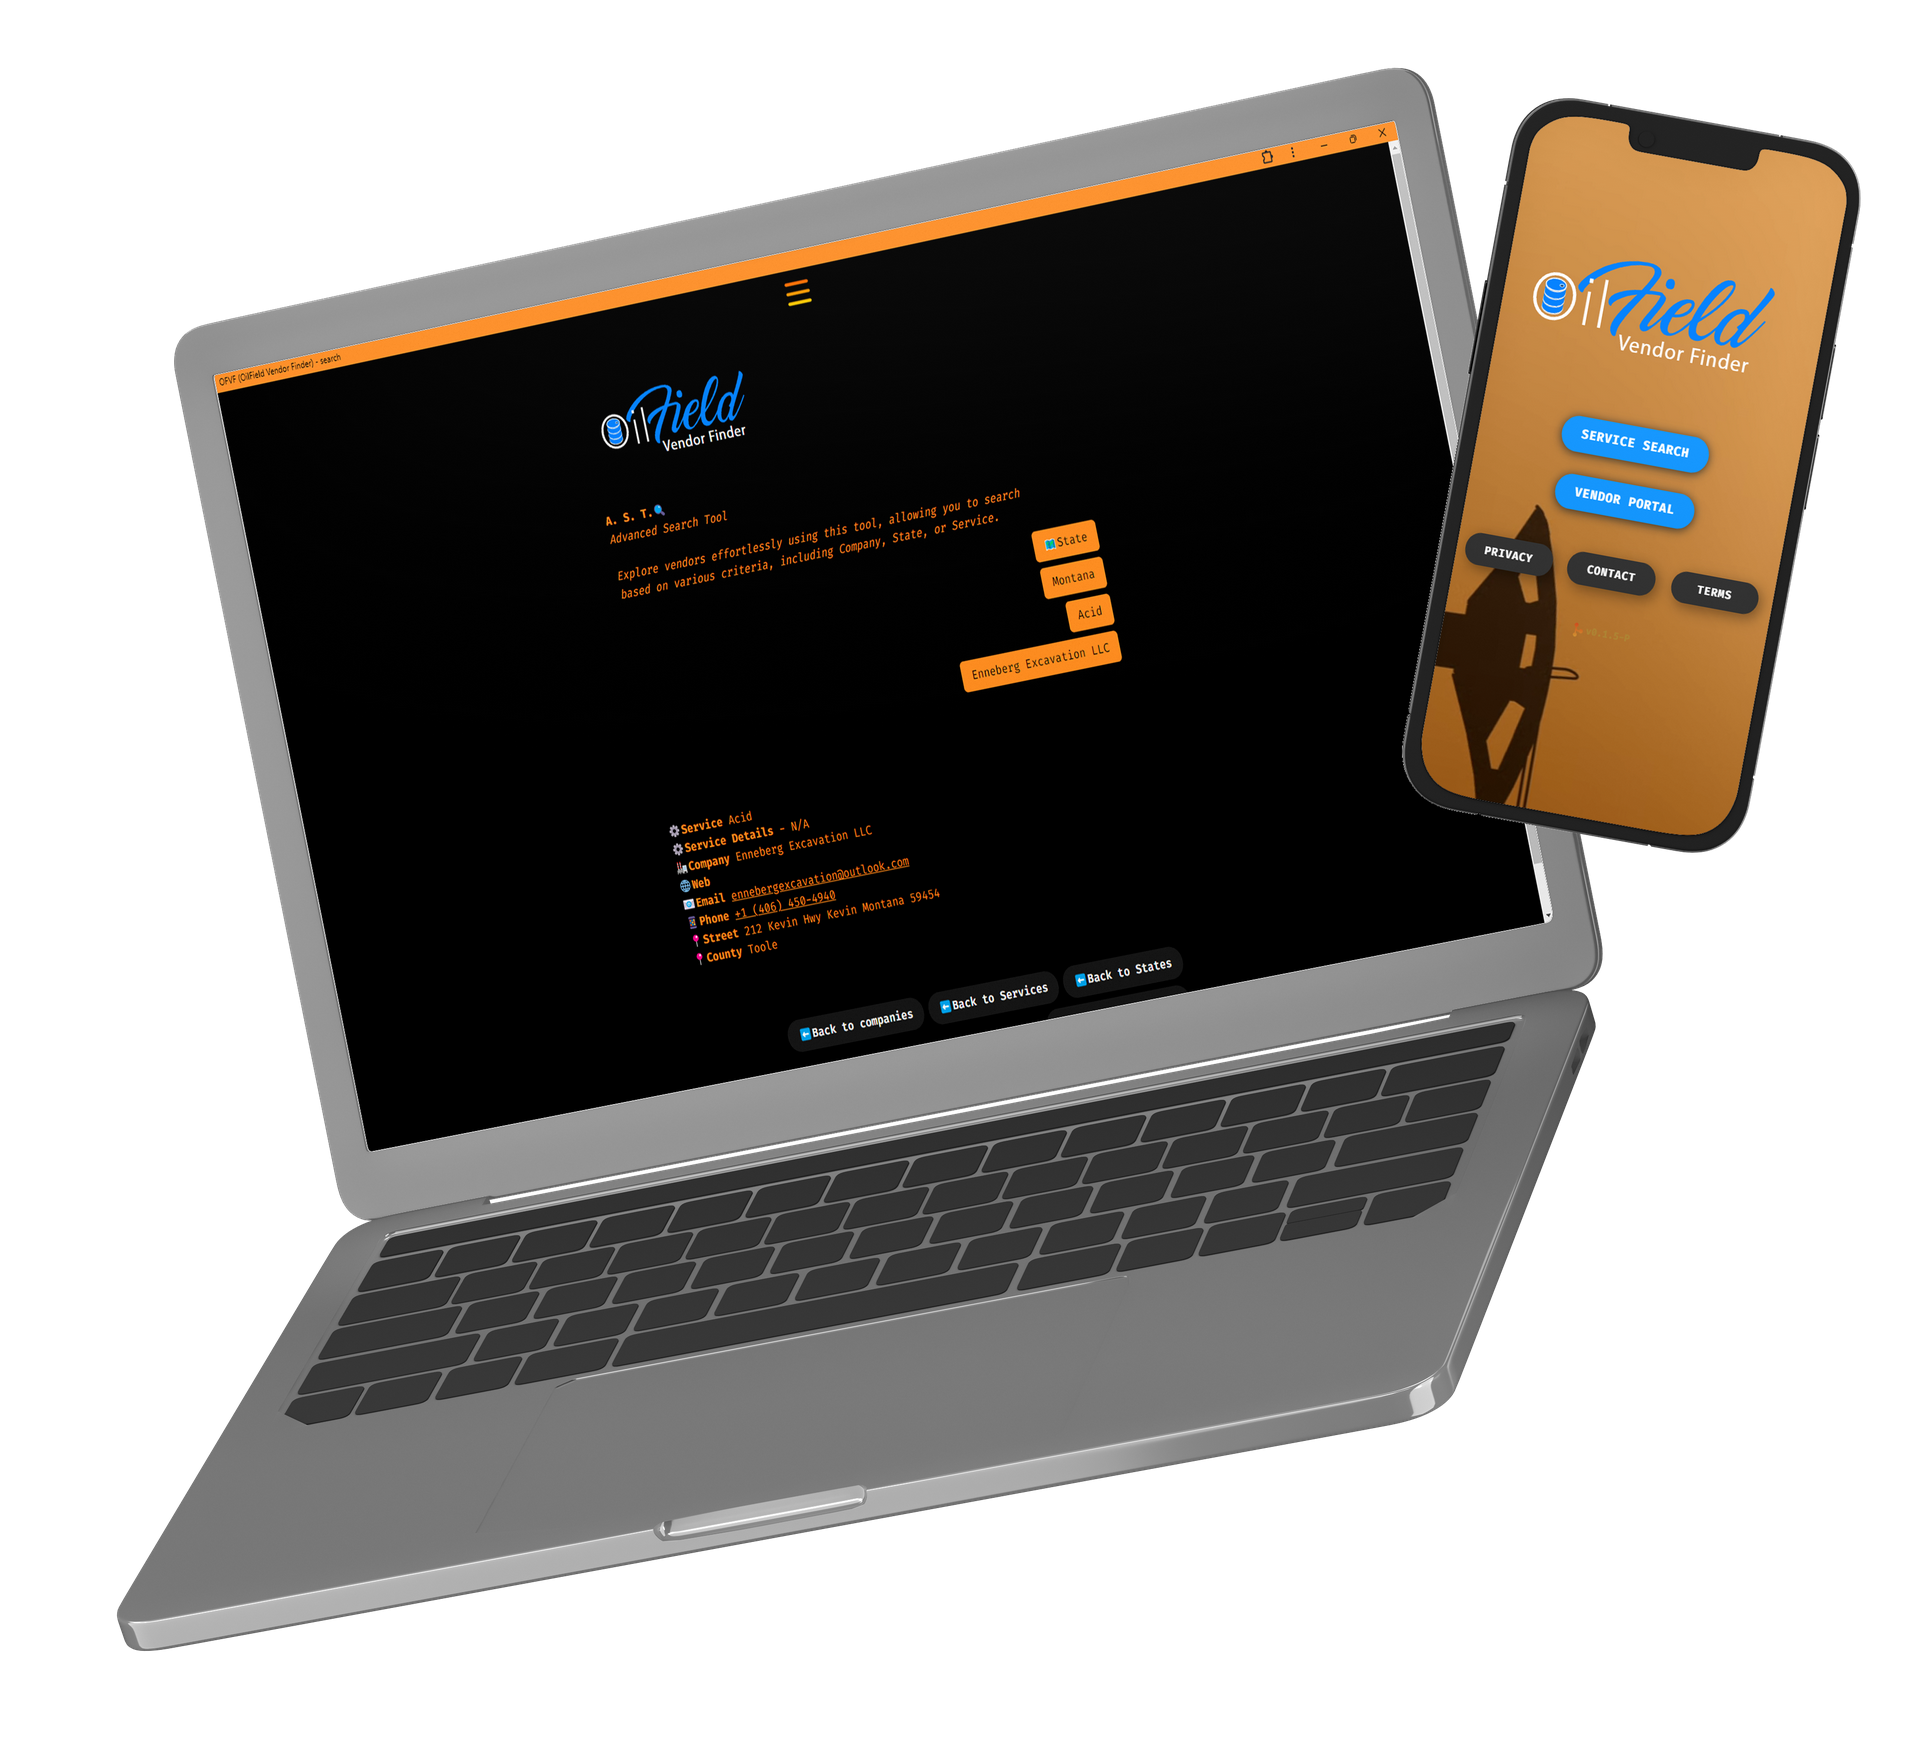 OFVF (OilField Vendor Finder) - search
OilField
Vendor Finder
A. S. T.🔍
Advanced Search Tool
Explore vendors effortlessly using this tool, allowing you to search
based on various criteria, including Company, State, or Service.
State
Montana
Acid
Enneberg Excavation LLC
Service Acid
Service Details - N/A
Company Enneberg Excavation LLC
Web
Email ennebergexcavation@outlook.com
Phone +1 (406) 450-4940
Street 212 Kevin Hwy Kevin Montana 59454
County Toole
Back to companies
Back to Services
Back to States
OilField
Vendor Finder
SERVICE SEARCH
VENDOR PORTAL
PRIVACY
CONTACT
TERMS